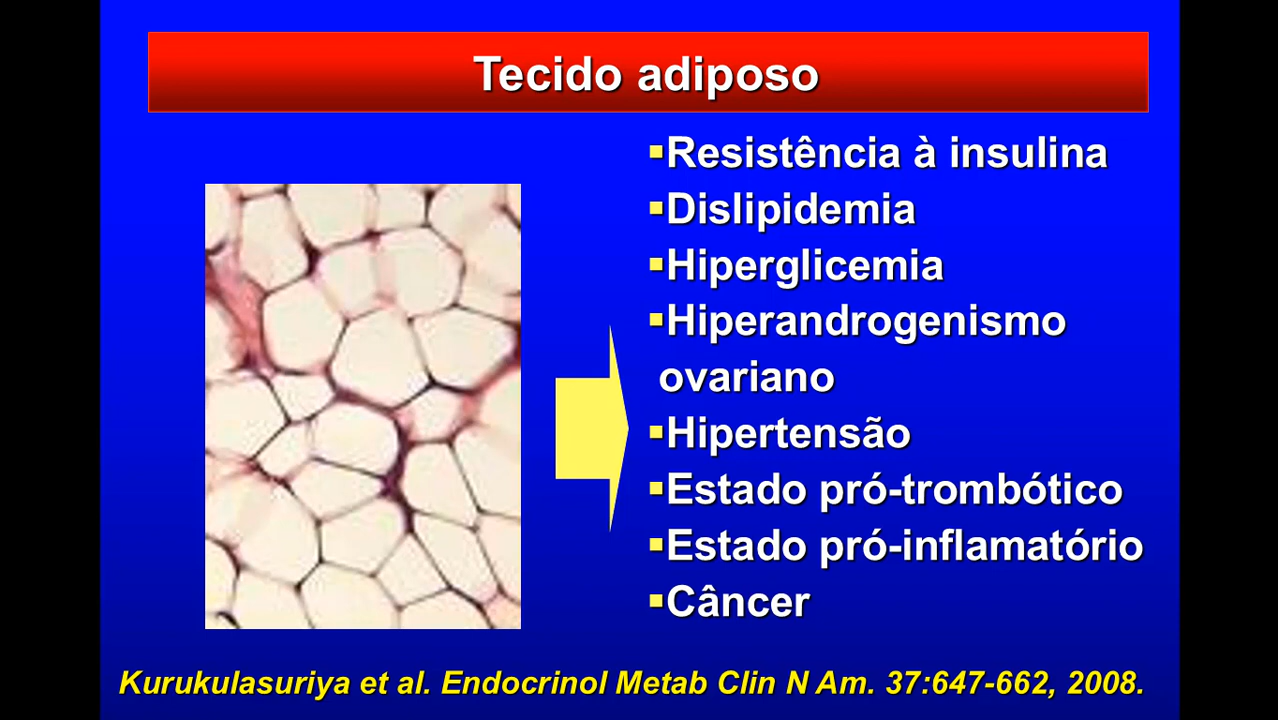 Tecido adiposo
▪Resistência à insulina
▪Dislipidemia
▪Hiperglicemia
▪Hiperandrogenismo
ovariano
▪Hipertensão
▪Estado pró-trombótico
▪Estado pró-inflamatório
▪Câncer
Kurukulasuriya et al. Endocrinol Metab Clin N Am. 37:647-662, 2008.